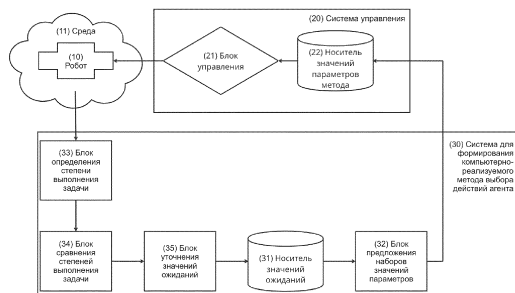 (20) Система управления
(11) Среда
(10)
Робот
(21) Блок
управления
(22) Носитель
значений
параметров
метода
(30) Система для
формирования
компьютерно-
реализуемого
метода выбора
действий агента
(33) Блок
определения
степени
выполнения
задачи
(34) Блок
сравнения
степеней
выполнения
задачи
(35) Блок
уточнения
значений
ожиданий
(31) Носитель
значений
ожиданий
(32) Блок
предложения
наборов
значений
параметров